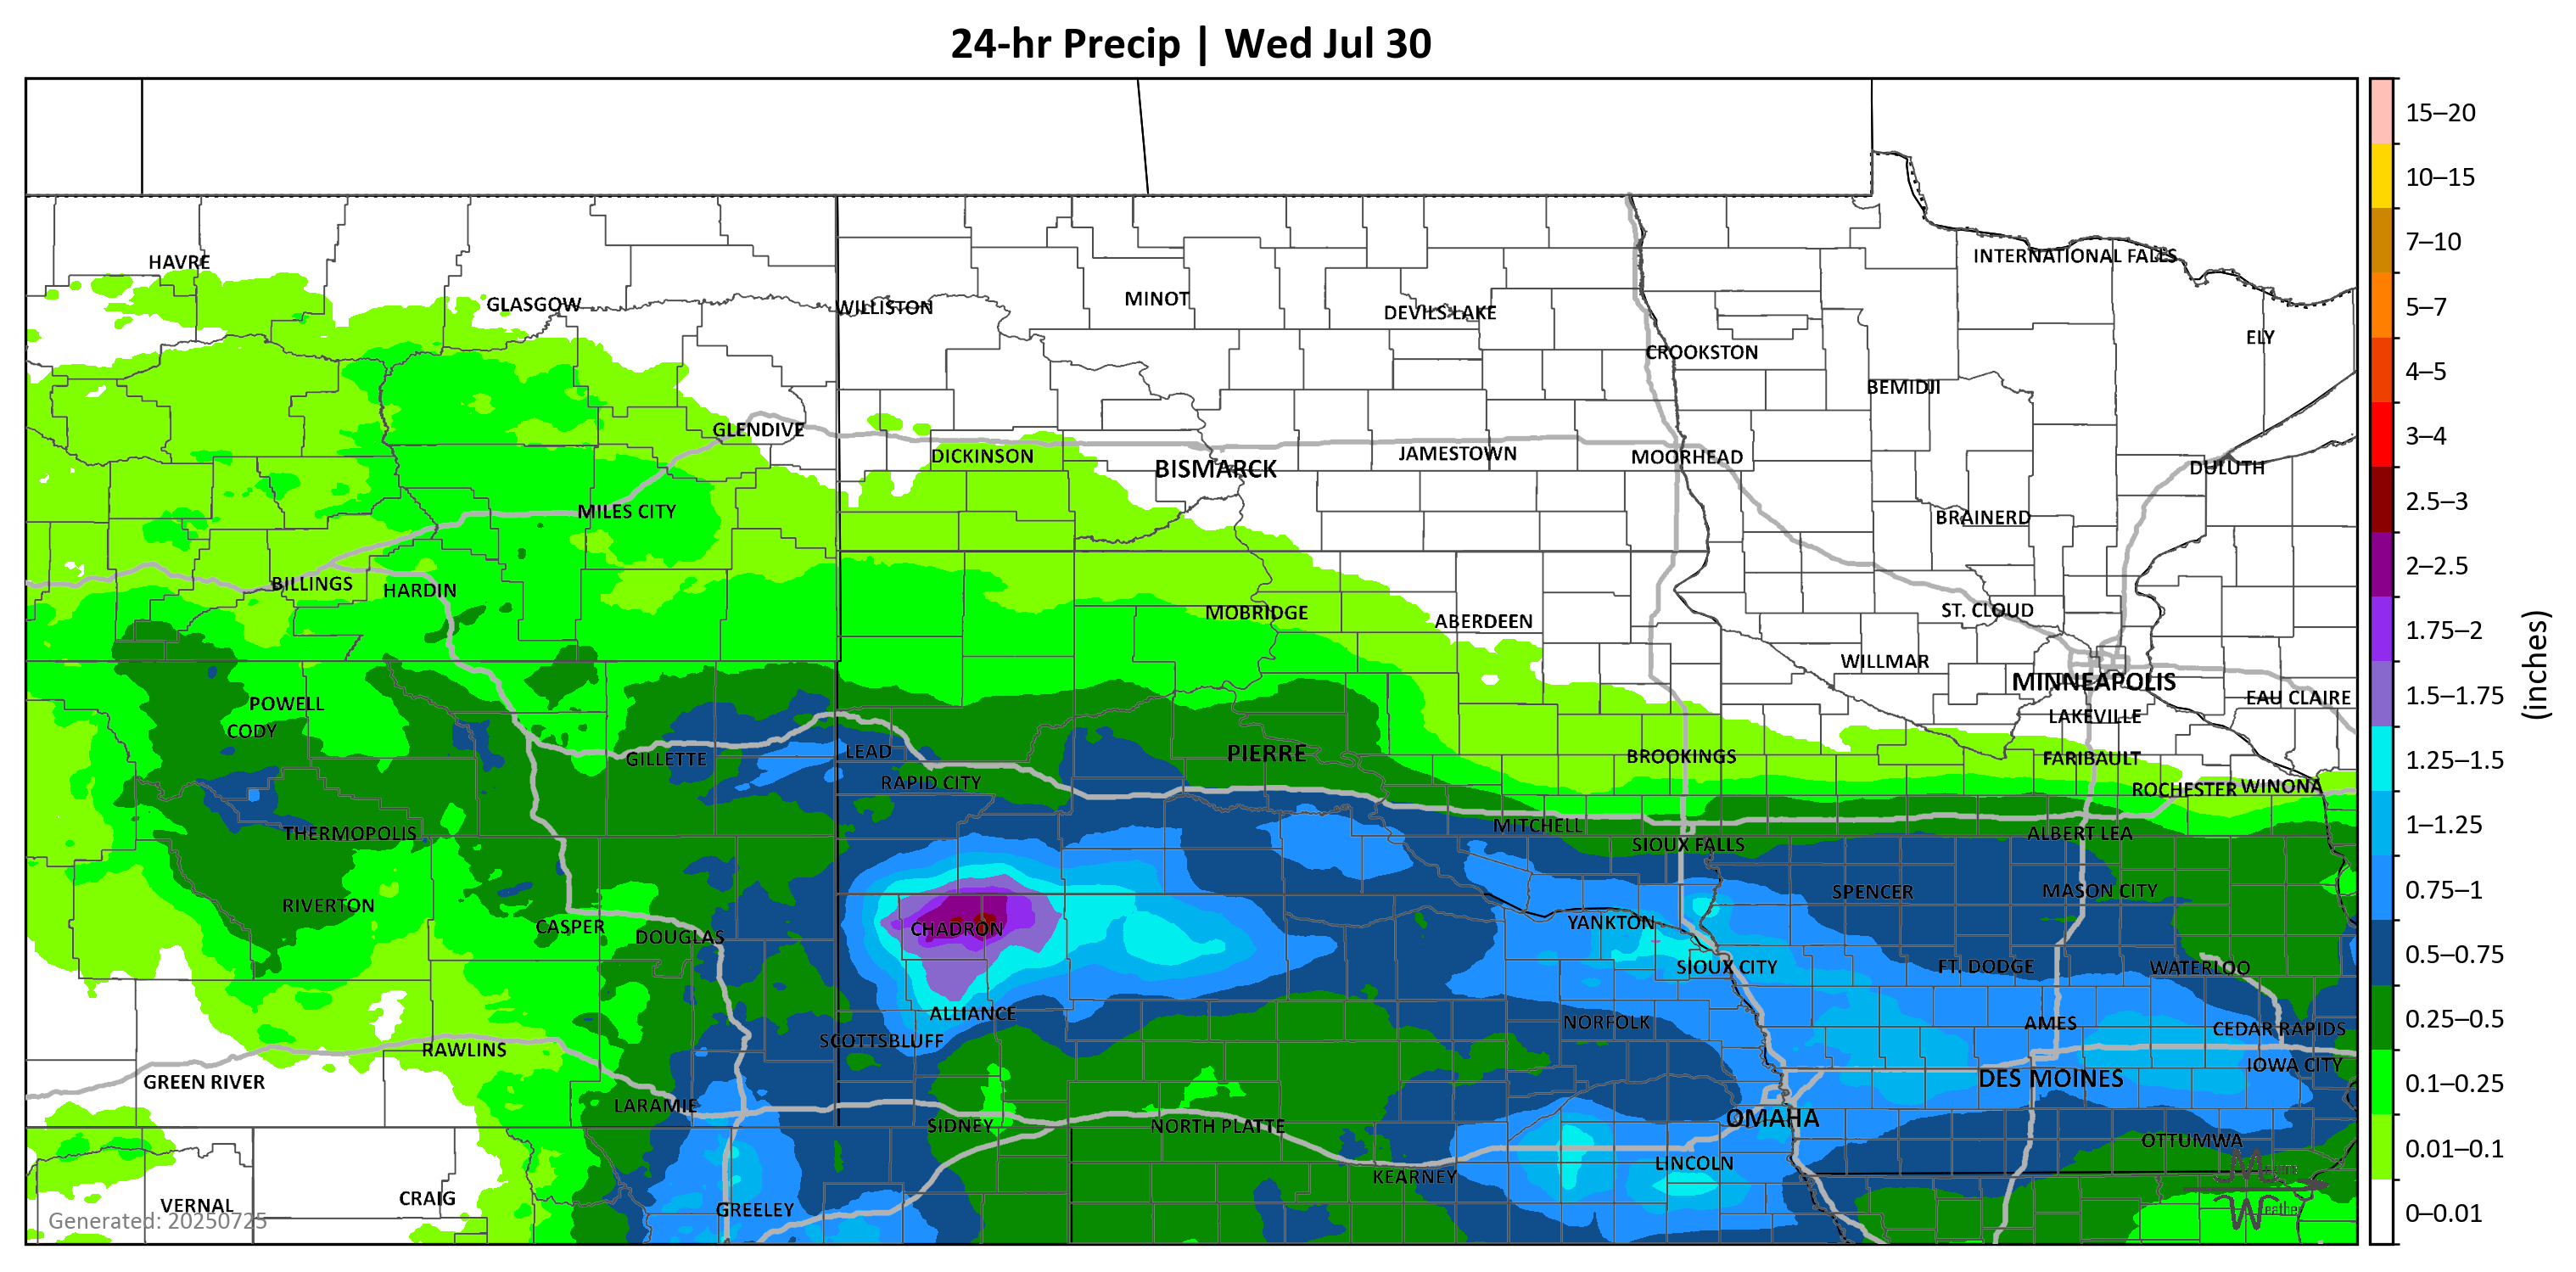 24-hr Precip | Wed Jul 30
15–20
10–15
7–10
5–7
4–5
3–4
2.5–3
2–2.5
1.75–2
1.5–1.75
1.25–1.5
1–1.25
0.75–1
0.5–0.75
0.25–0.5
0.1–0.25
0.01–0.1
0–0.01
(inches)
HAVRE
INTERNATIONAL FALLS
GLASGOW
WILLISTON
MINOT
DEVILS LAKE
ELY
CROOKSTON
BEMIDJI
GLENDIVE
DICKINSON
BISMARCK
JAMESTOWN
MOORHEAD
DULUTH
MILES CITY
BRAINERD
BILLINGS
HARDIN
MOBRIDGE
ABERDEEN
ST. CLOUD
WILLMAR
MINNEAPOLIS
POWELL
EAU CLAIRE
CODY
LAKEVILLE
GILLETTE
LEAD
PIERRE
BROOKINGS
FARIBAULT
RAPID CITY
ROCHESTER
WINONA
THERMOPOLIS
MITCHELL
ALBERT LEA
SIOUX FALLS
RIVERTON
SPENCER
MASON CITY
CASPER
DOUGLAS
CHADRON
YANKTON
SIOUX CITY
FT. DODGE
WATERLOO
ALLIANCE
NORFOLK
AMES
CEDAR RAPIDS
SCOTTSBLUFF
RAWLINS
IOWA CITY
GREEN RIVER
DES MOINES
LARAMIE
SIDNEY
NORTH PLATTE
OMAHA
OTTUMWA
KEARNEY
LINCOLN
VERNAL
CRAIG
GREELEY
Generated: 20250725
Weather